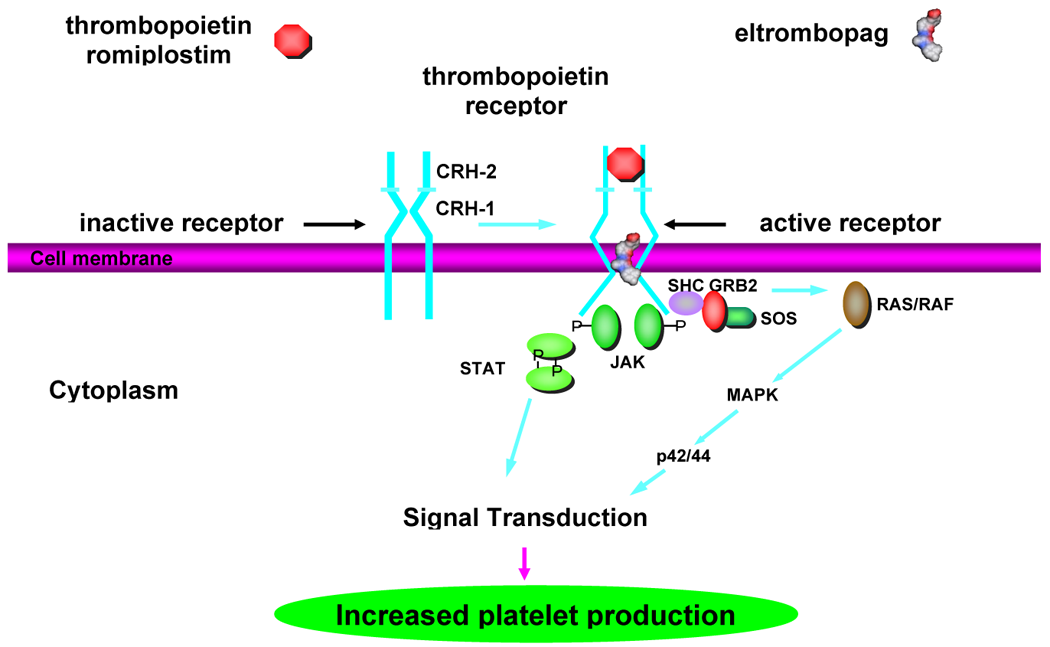 thrombopoietin
romiplostim
eltrombopag
thrombopoietin
receptor
CRH-2
CRH-1
inactive receptor
active receptor
Cell membrane
SHC GRB2
SOS
RAS/RAF
P
P
JAK
STAT
P
P
Cytoplasm
MAPK
p42/44
Signal Transduction
Increased platelet production